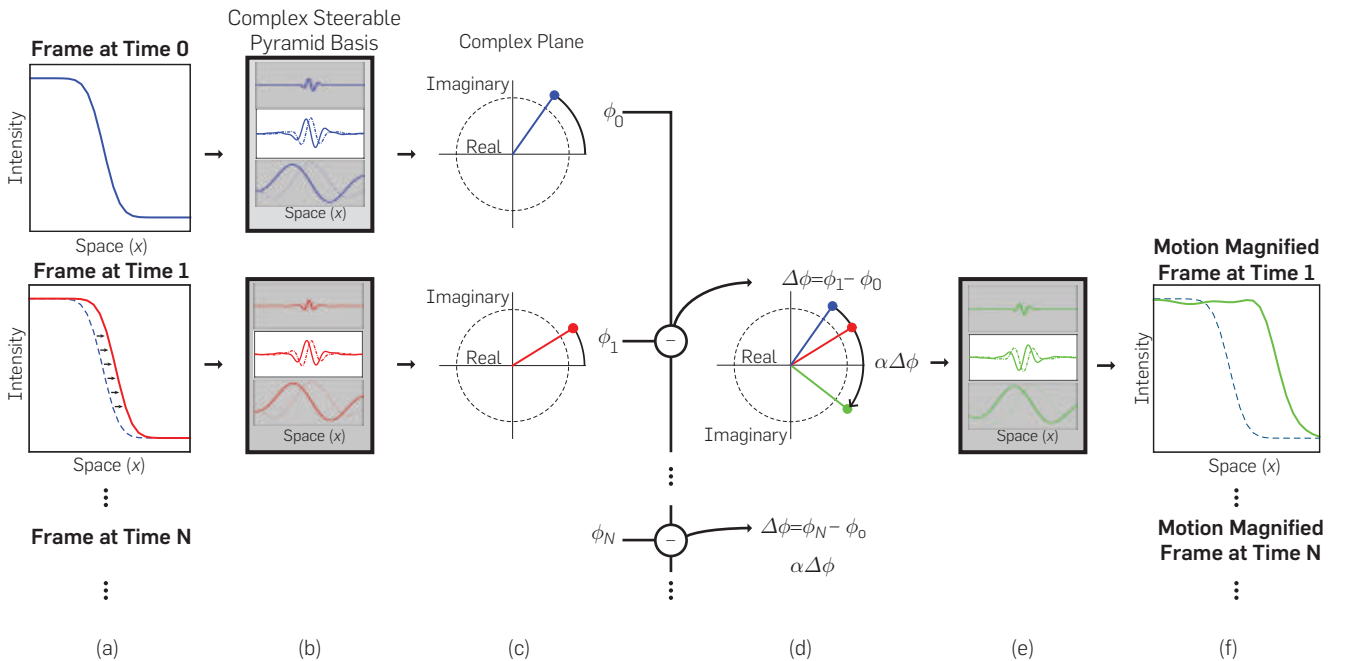 Complex Steerable
Pyramid Basis
Frame at Time 0
Complex Plane
Intensity
Space (x)
Space (x)
Imaginary
Real
ϕ0
Frame at Time 1
Intensity
Space (x)
Space (x)
Imaginary
Real
ϕ1
−
Δϕ=ϕ1− ϕ0
Real
Imaginary
αΔϕ
Space (x)
Motion Magnified
Frame at Time 1
Intensity
Space (x)
Frame at Time N
ϕN
−
Δϕ=ϕN− ϕo
αΔϕ
Motion Magnified
Frame at Time N
(a)
(b)
(c)
(d)
(e)
(f)